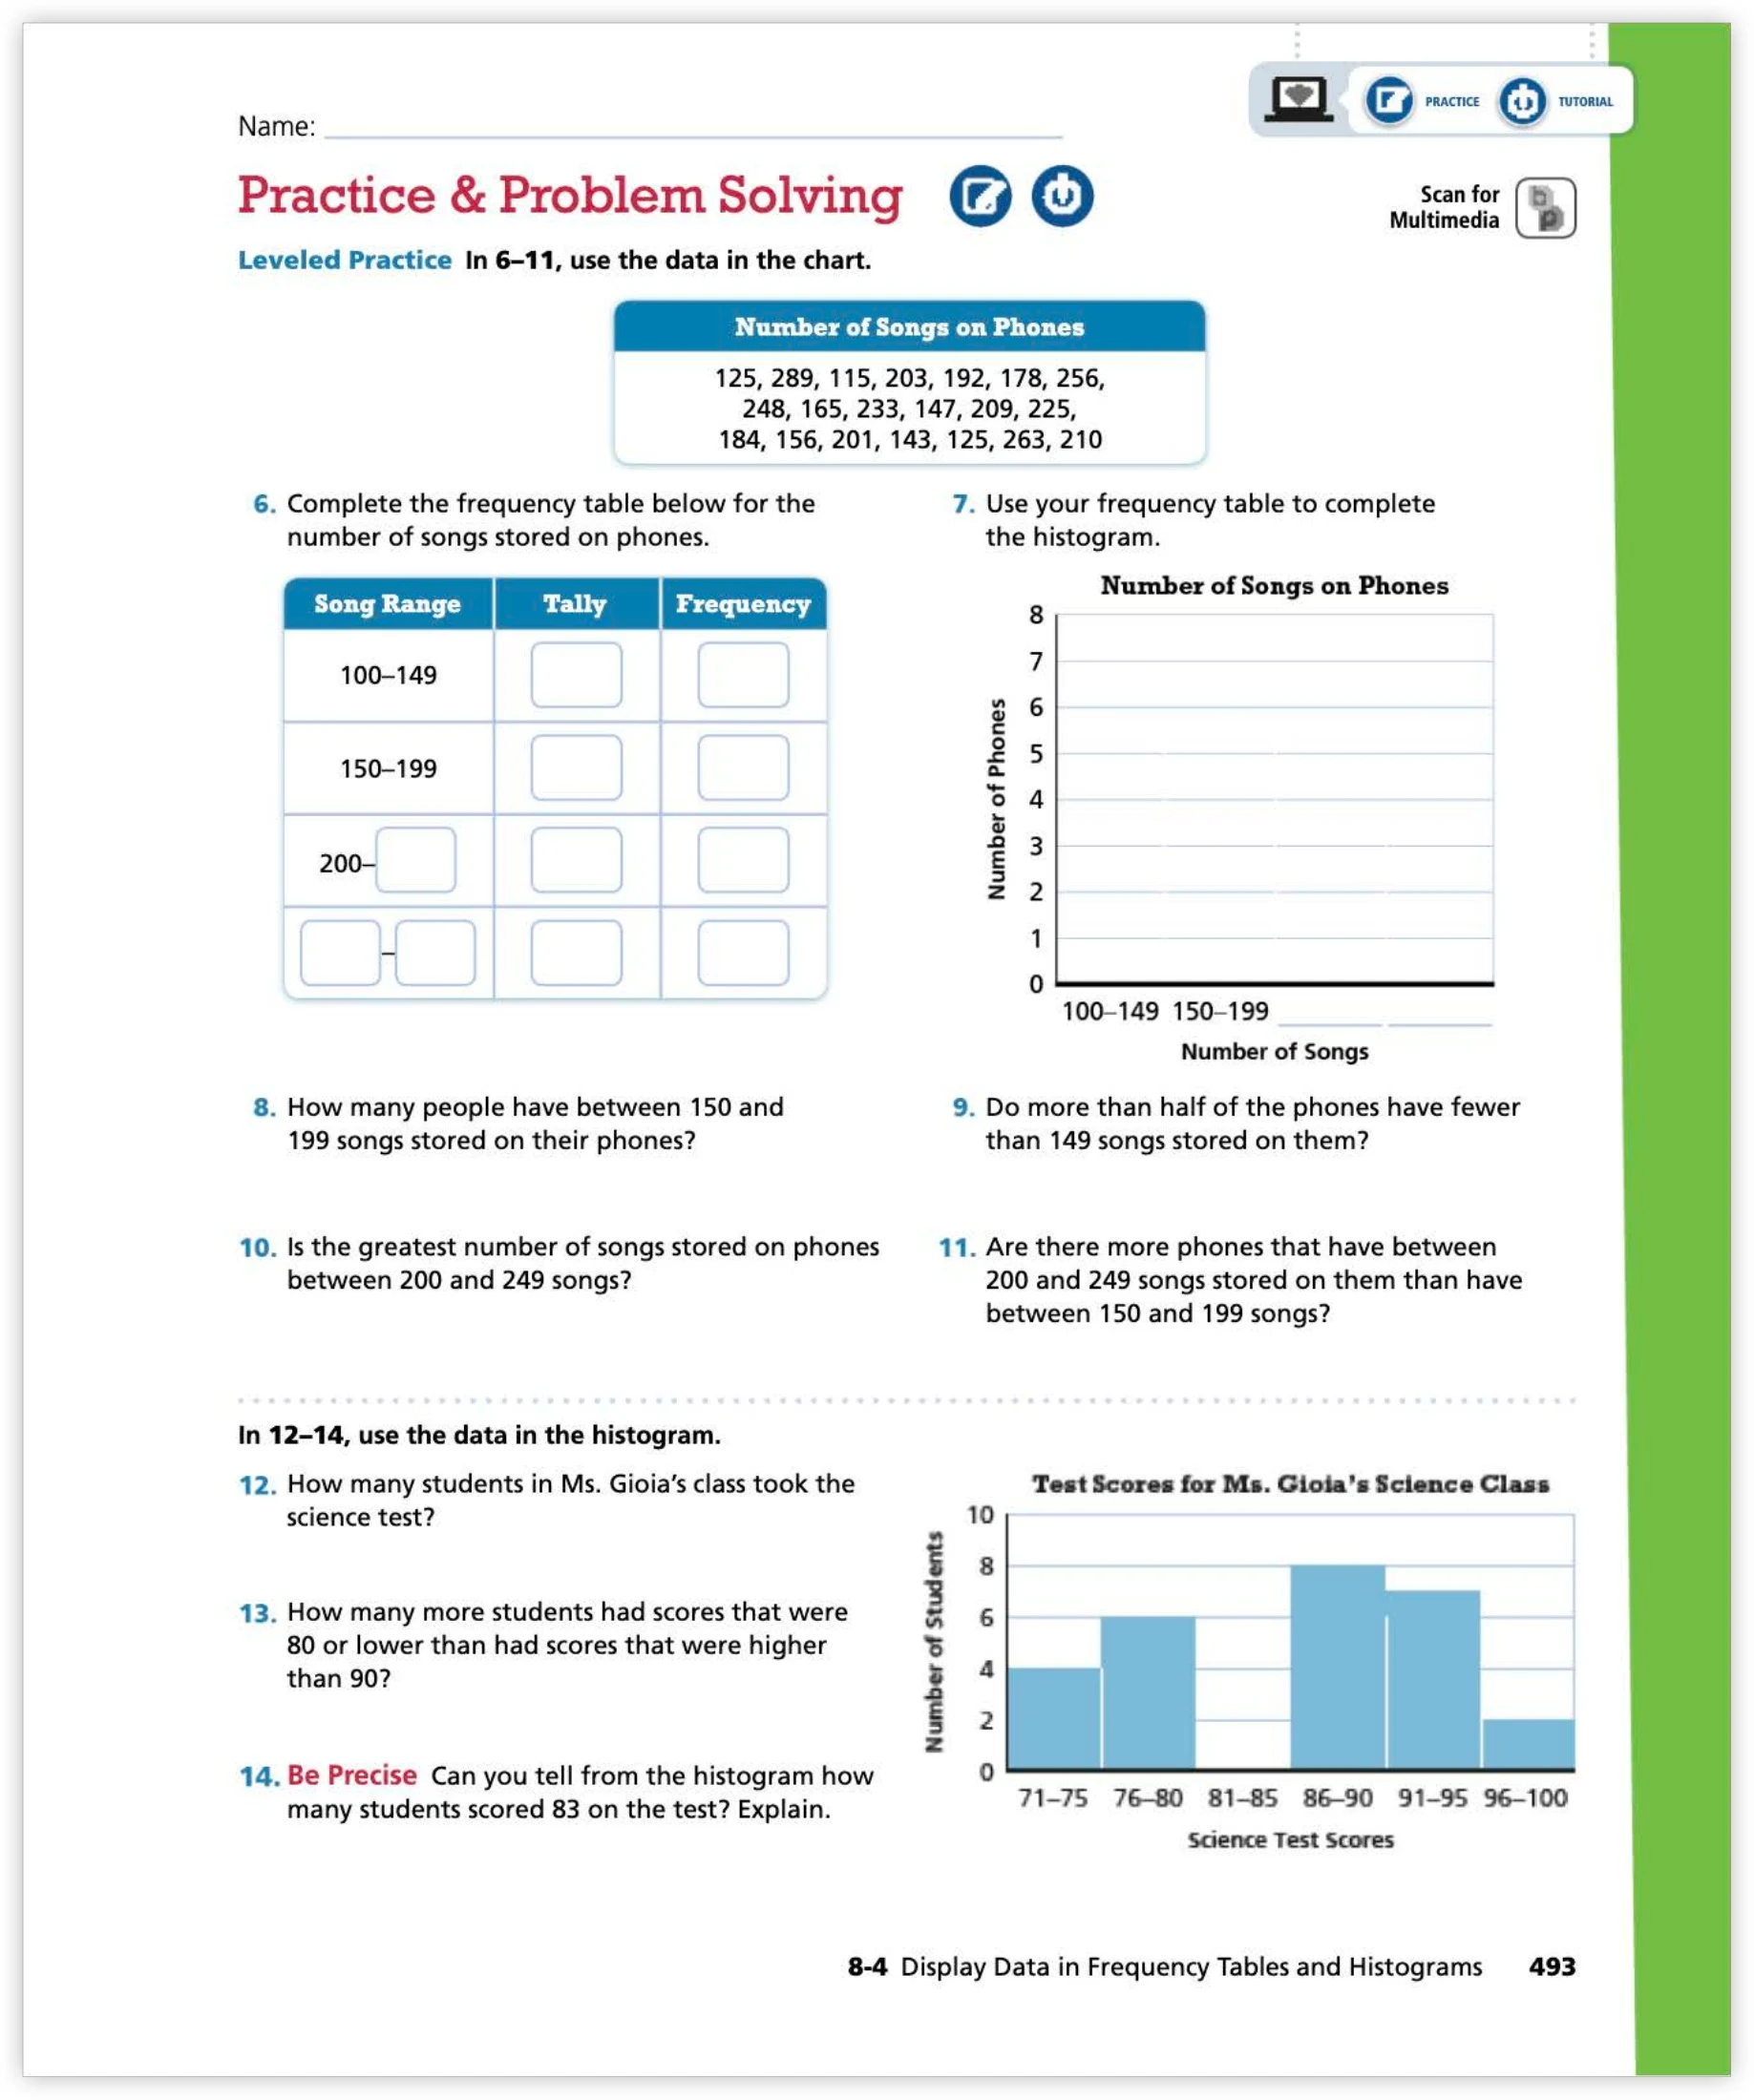 PRACTICE TUTORIAL
Name:
Practice & Problem Solving
Scan for
Multimedia
Leveled Practice In 6–11, use the data in the chart.
Number of Songs on Phones
125, 289, 115, 203, 192, 178, 256,
248, 165, 233, 147, 209, 225,
184, 156, 201, 143, 125, 263, 210
6. Complete the frequency table below for the
number of songs stored on phones.
Song Range Tally Frequency
100–149
150–199
200–
–
7. Use your frequency table to complete
the histogram.
Number of Songs on Phones
Number of Phones
8
7
6
5
4
3
2
1
0
100–149 150–199
Number of Songs
8. How many people have between 150 and
199 songs stored on their phones?
9. Do more than half of the phones have fewer
than 149 songs stored on them?
10. Is the greatest number of songs stored on phones
between 200 and 249 songs?
11. Are there more phones that have between
200 and 249 songs stored on them than have
between 150 and 199 songs?
In 12–14, use the data in the histogram.
12. How many students in Ms. Gioia's class took the
science test?
13. How many more students had scores that were
80 or lower than had scores that were higher
than 90?
14. Be Precise Can you tell from the histogram how
many students scored 83 on the test? Explain.
Test Scores for Ms. Gioia's Science Class
Number of Students
10
8
6
4
2
0
71–75 76–80 81–85 86–90 91–95 96–100
Science Test Scores
8-4 Display Data in Frequency Tables and Histograms 493